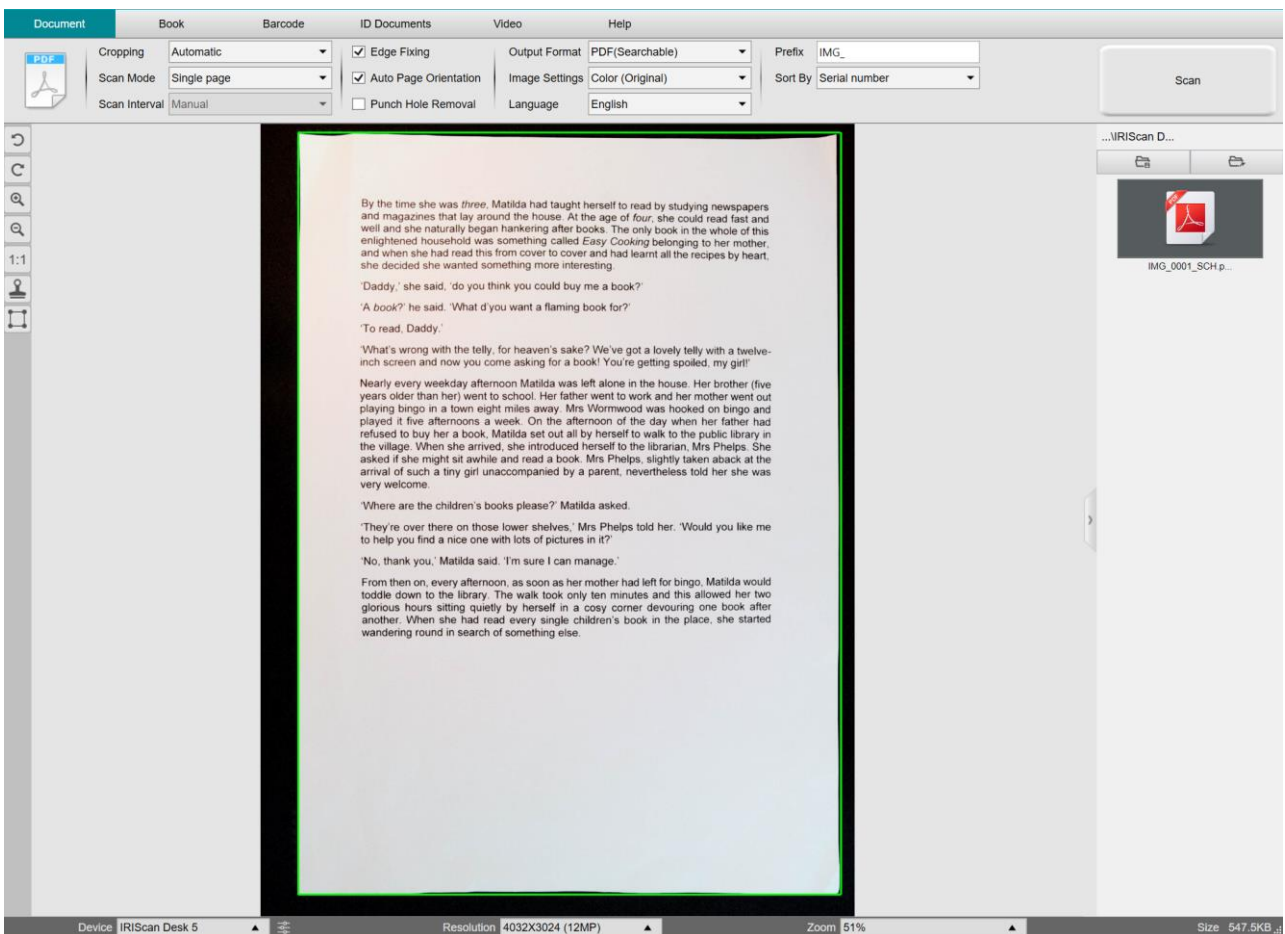 Document Book Barcode ID Documents Video Help
PDF
Cropping Automatic
Scan Mode Single page
Scan Interval Manual
Edge Fixing
Auto Page Orientation
Punch Hole Removal
Output Format PDF(Searchable)
Image Settings Color (Original)
Language English
Prefix IMG_
Sort By Serial number
Scan
1:1
By the time she was three, Matilda had taught herself to read by studying newspapers
and magazines that lay around the house. At the age of four, she could read fast and
well and she naturally began hankering after books. The only book in the whole of this
enlightened household was something called Easy Cooking belonging to her mother,
and when she had read this from cover to cover and had learnt all the recipes by heart,
she decided she wanted something more interesting.
'Daddy,' she said, 'do you think you could buy me a book?'
'A book?' he said. 'What d'you want a flaming book for?'
'To read, Daddy.'
'What's wrong with the telly, for heaven's sake? We've got a lovely telly with a twelve-
inch screen and now you come asking for a book! You're getting spoiled, my girl!'
Nearly every weekday afternoon Matilda was left alone in the house. Her brother (five
years older than her) went to school. Her father went to work and her mother went out
playing bingo in a town eight miles away. Mrs Wormwood was hooked on bingo and
played it five afternoons a week. On the afternoon of the day when her father had
refused to buy her a book, Matilda set out all by herself to walk to the public library in
the village. When she arrived, she introduced herself to the librarian, Mrs Phelps. She
asked if she might sit awhile and read a book. Mrs Phelps, slightly taken aback at the
arrival of such a tiny girl unaccompanied by a parent, nevertheless told her she was
very welcome.
'Where are the children's books please?' Matilda asked.
'They're over there on those lower shelves,' Mrs Phelps told her. 'Would you like me
to help you find a nice one with lots of pictures in it?'
'No, thank you,' Matilda said. 'I'm sure I can manage.'
From then on, every afternoon, as soon as her mother had left for bingo, Matilda would
toddle down to the library. The walk took only ten minutes and this allowed her two
glorious hours sitting quietly by herself in a cosy corner devouring one book after
another. When she had read every single children's book in the place, she started
wandering round in search of something else.
...\IRIScan D...
PDF
IMG_0001_SCH.p...
Device IRIScan Desk 5 Resolution 4032X3024 (12MP) Zoom 51% Size 547.5KB